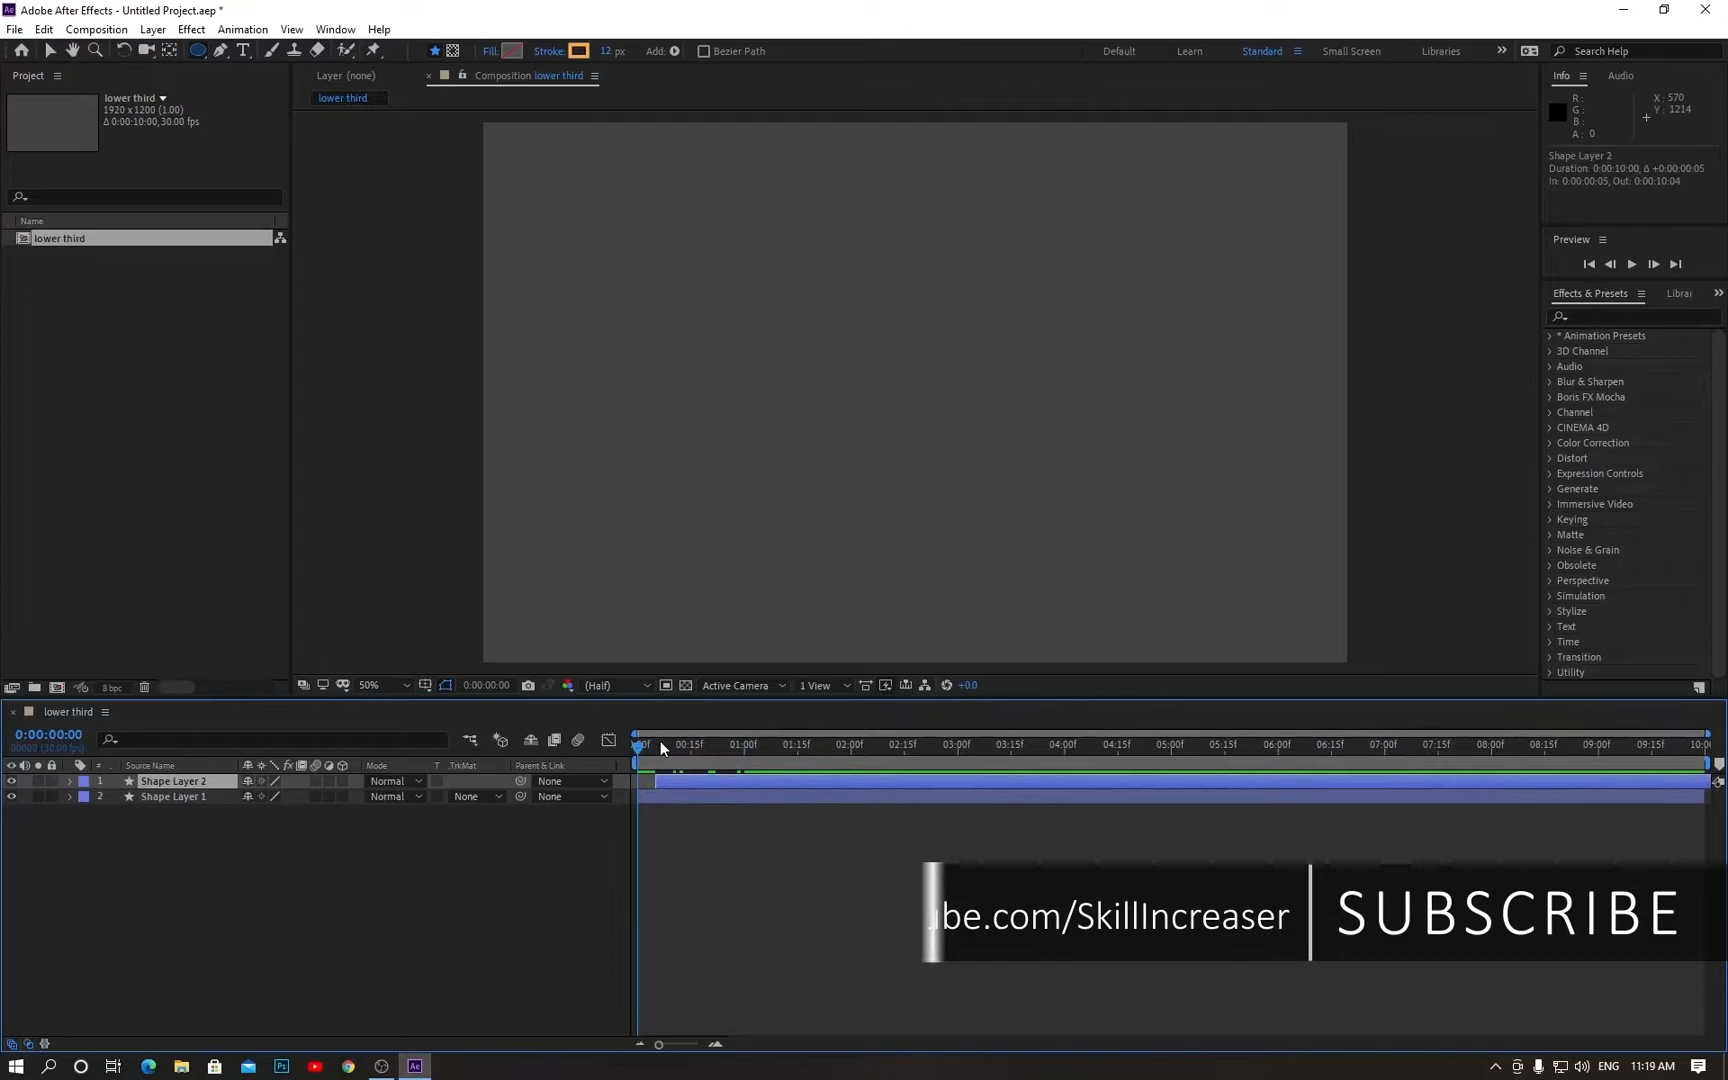 Adobe After Effects - Untitled Project.aep *
File Edit Composition Layer Effect Animation View Window Help
Fill: Stroke: 12 px Add: Bezier Path Default Learn Standard Small Screen Libraries Search Help
Project
lower third
1920 x 1200 (1.00)
Δ 0:00:10:00, 30.00 fps
Name
lower third
Layer (none)
Composition lower third
lower third
Info Audio
R :
G :
B :
A : 0
X : 570
Y : 1214
Shape Layer 2
Duration: 0:00:10:00, Δ +0:00:00:05
In: 0:00:00:05, Out: 0:00:10:04
Preview
Effects & Presets Librar
* Animation Presets
3D Channel
Audio
Blur & Sharpen
Boris FX Mocha
Channel
CINEMA 4D
Color Correction
Distort
Expression Controls
Generate
Immersive Video
Keying
Matte
Noise & Grain
Obsolete
Perspective
Simulation
Stylize
Text
Time
Transition
Utility
8 bpc
50% 0:00:00:00 (Half) Active Camera 1 View +0.0
lower third
0:00:00:00
00000 (30.00 fps)
00:15f 01:00f 01:15f 02:00f 02:15f 03:00f 03:15f 04:00f 04:15f 05:00f 05:15f 06:00f 06:15f 07:00f 07:15f 08:00f 08:15f 09:00f 09:15f 10:00
# Source Name Mode T .TrkMat Parent & Link
1 Shape Layer 2 Normal None
2 Shape Layer 1 Normal None None
ibe.com/SkillIncreaser SUBSCRIBE
ENG 11:19 AM